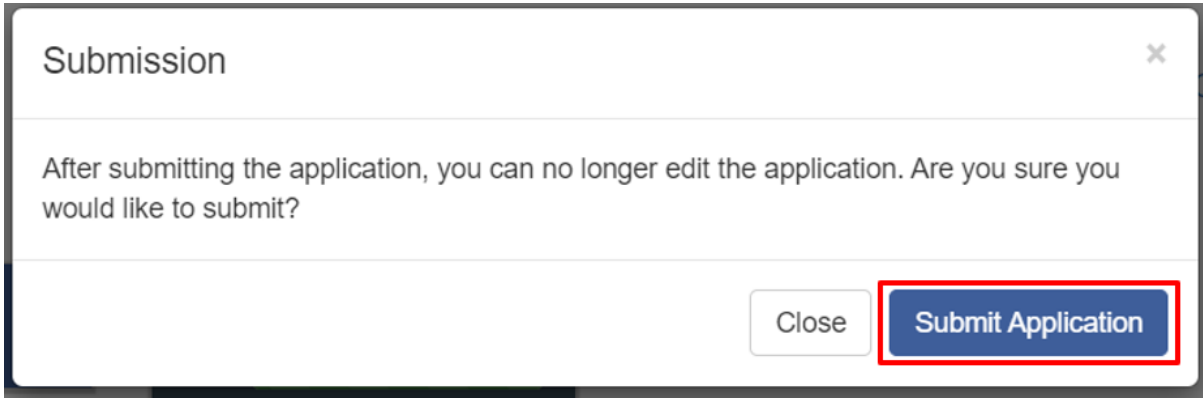 Submission
×
After submitting the application, you can no longer edit the application. Are you sure you
would like to submit?
Close
Submit Application